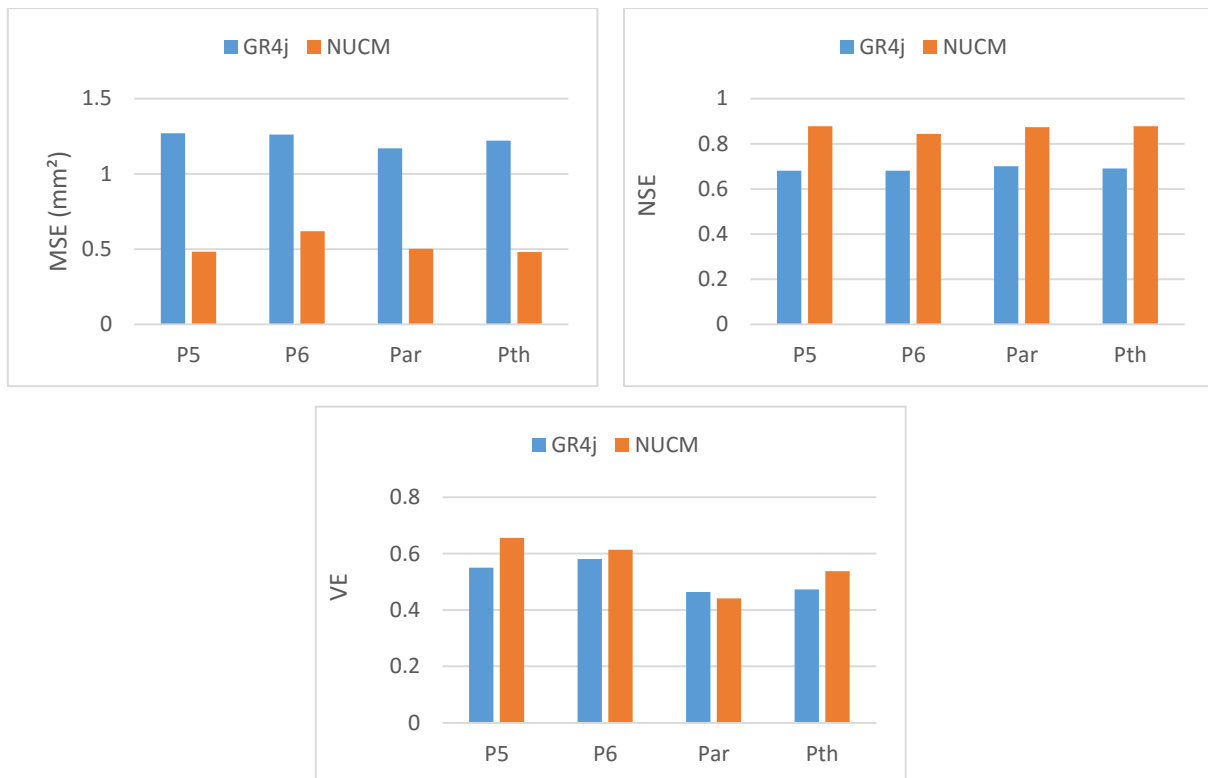 GR4j NUCM
1.5
1
0.5
0
MSE (mm²)
P5 P6 Par Pth
GR4j NUCM
1
0.8
0.6
0.4
0.2
0
NSE
P5 P6 Par Pth
GR4j NUCM
0.8
0.6
0.4
0.2
0
VE
P5 P6 Par Pth